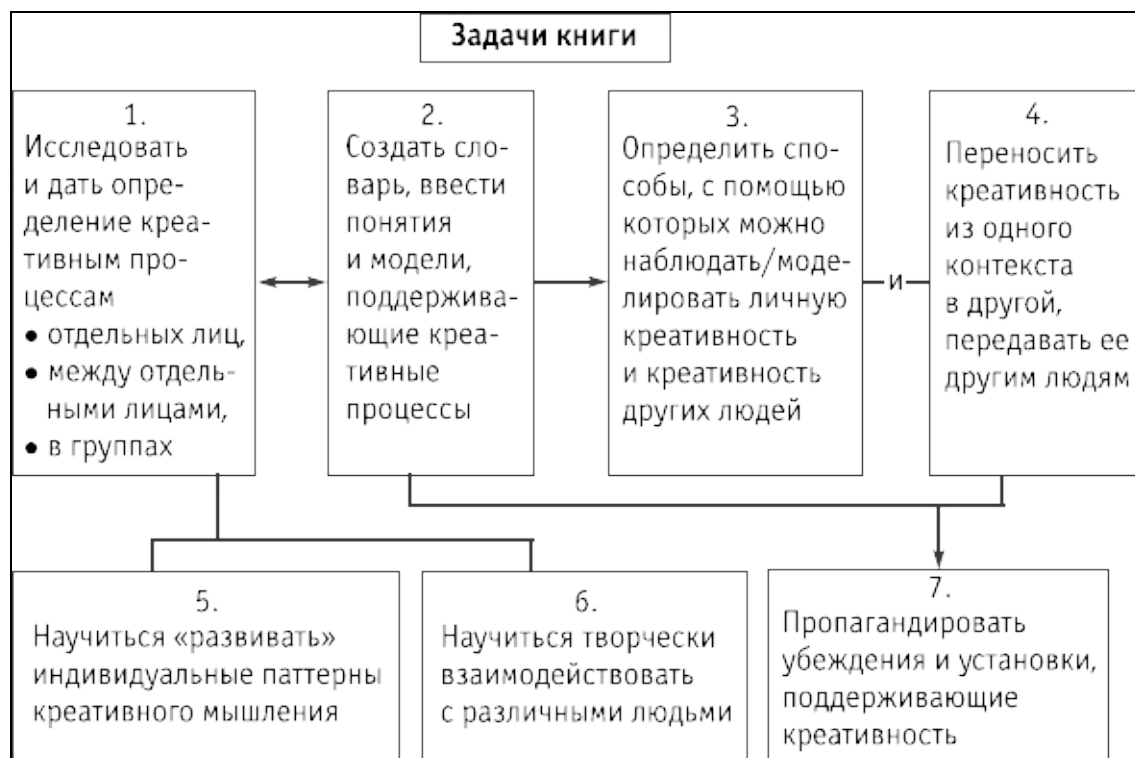 Задачи книги
1.
Исследовать
и дать опре-
деление креа-
тивным про-
цессам
• отдельных лиц,
• между отдель-
ными лицами,
• в группах
2.
Создать сло-
варь, ввести
понятия
и модели,
поддержива-
ющие креа-
тивные
процессы
3.
Определить спо-
собы, с помощью
которых можно
наблюдать/моде-
лировать личную
креативность
и креативность
других людей
и
4.
Переносить
креативность
из одного
контекста
в другой,
передавать ее
другим людям
5.
Научиться «развивать»
индивидуальные паттерны
креативного мышления
6.
Научиться творчески
взаимодействовать
с различными людьми
7.
Пропагандировать
убеждения и установки,
поддерживающие
креативность